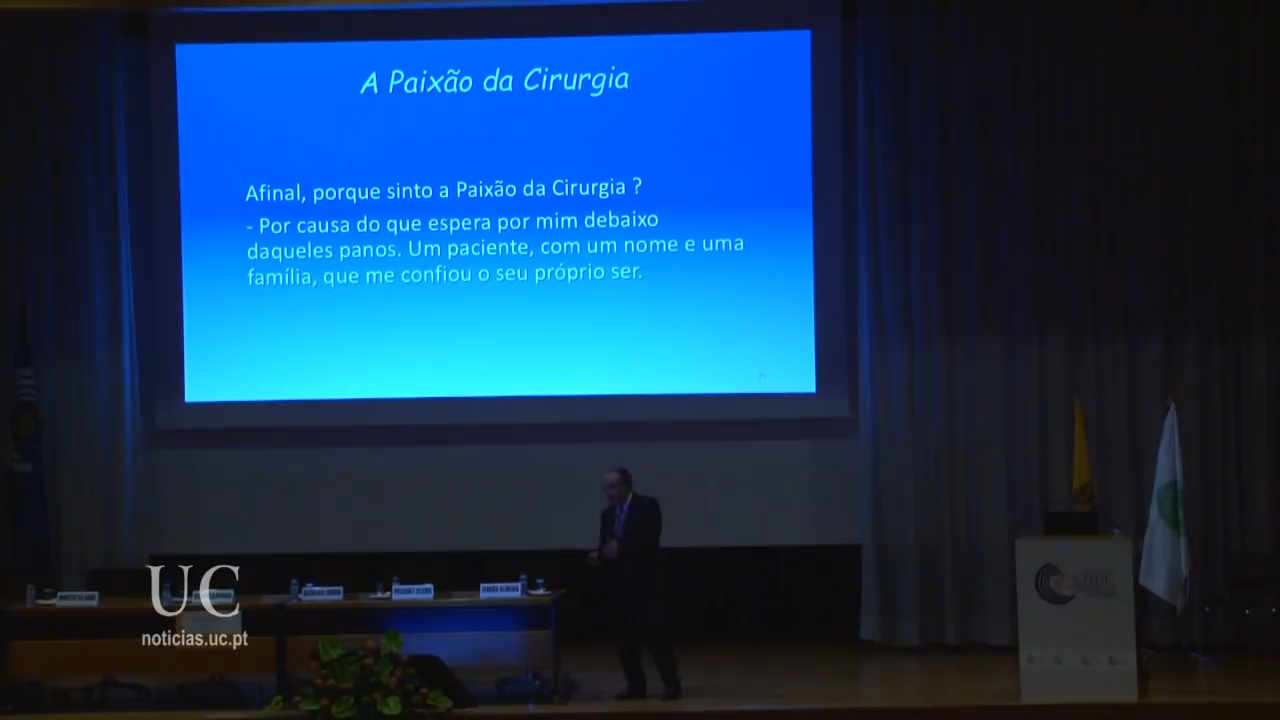 A Paixão da Cirurgia
Afinal, porque sinto a Paixão da Cirurgia ?
- Por causa do que espera por mim debaixo
daqueles panos. Um paciente, com um nome e uma
família, que me confiou o seu próprio ser.
UC
noticias.uc.pt
CHUC